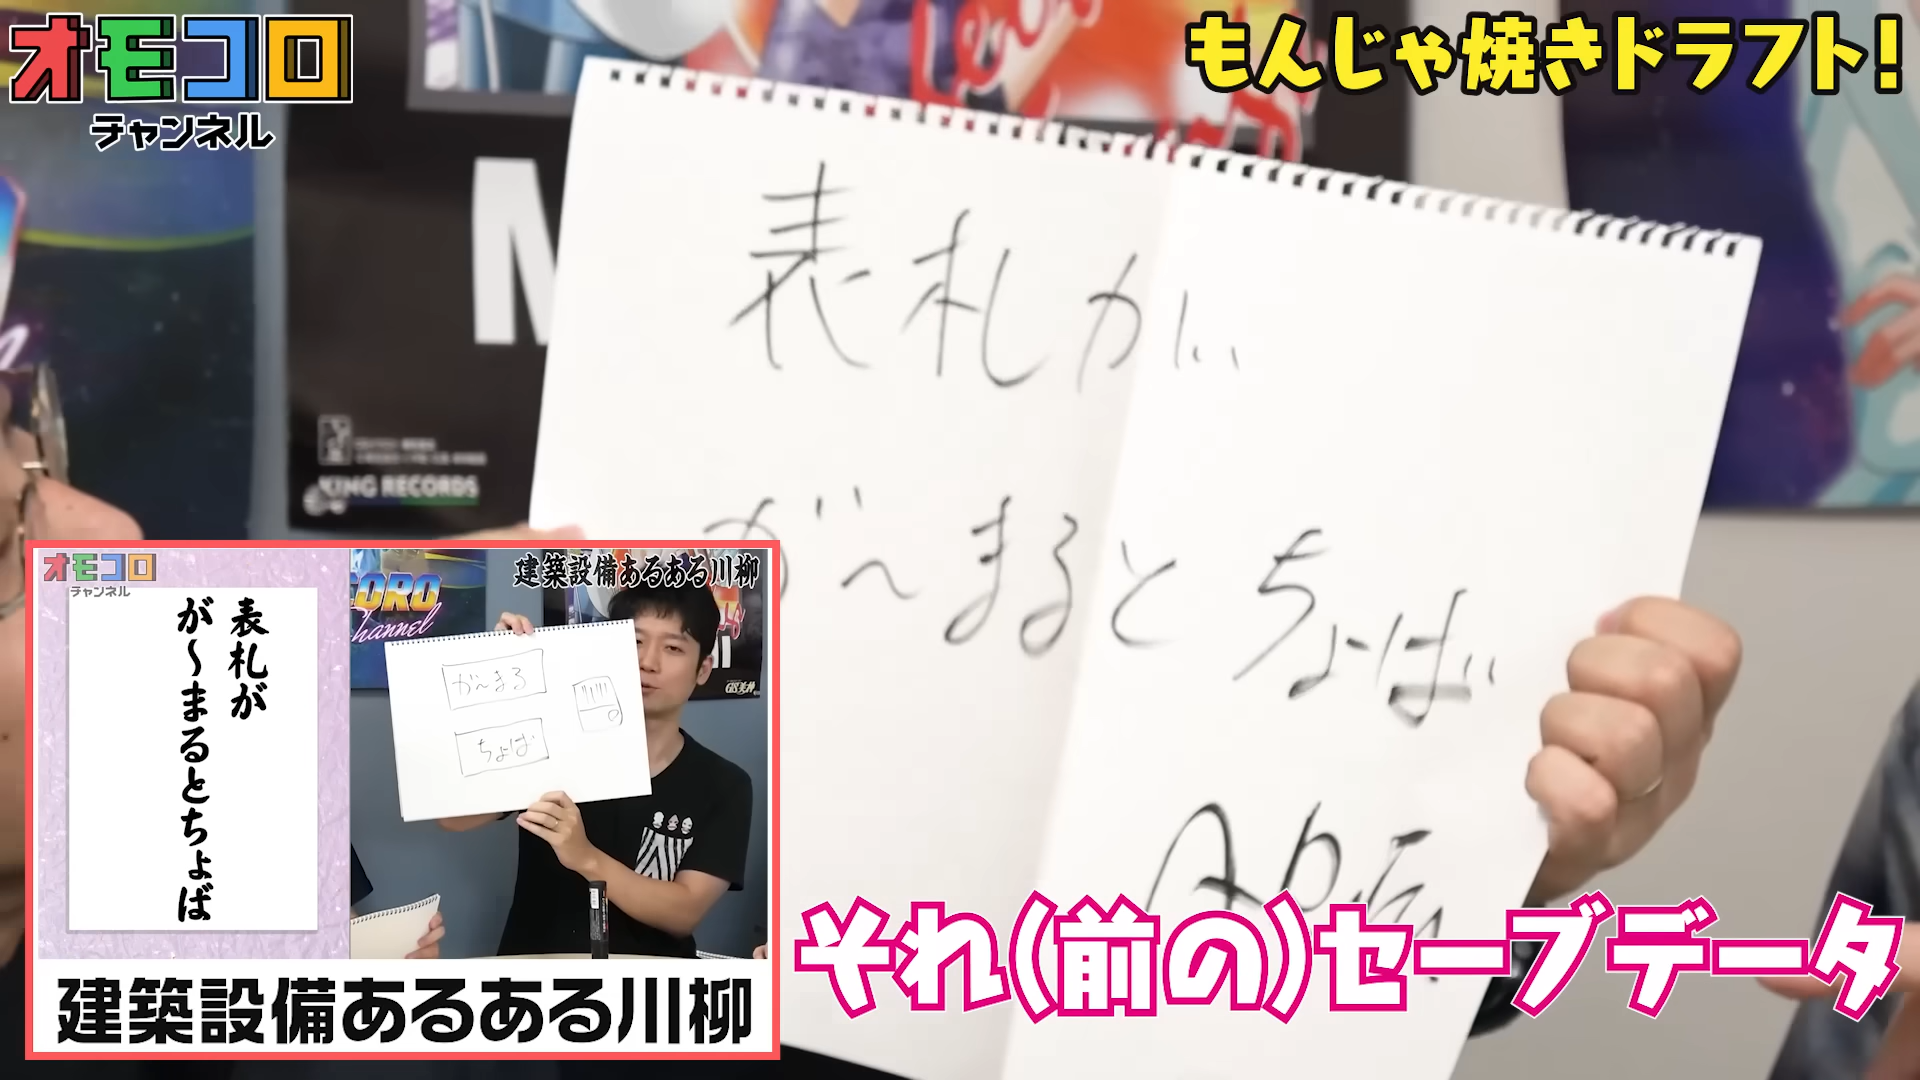 オモコロ
チャンネル
もんじゃ焼きドラフト!
KING RECORDS
表札が
が〜まるとちょば
オモコロ
チャンネル
表札が
が〜まるとちょば
建築設備あるある川柳
が〜まる
ちょば
建築設備あるある川柳
それ(前の)セーブデータ